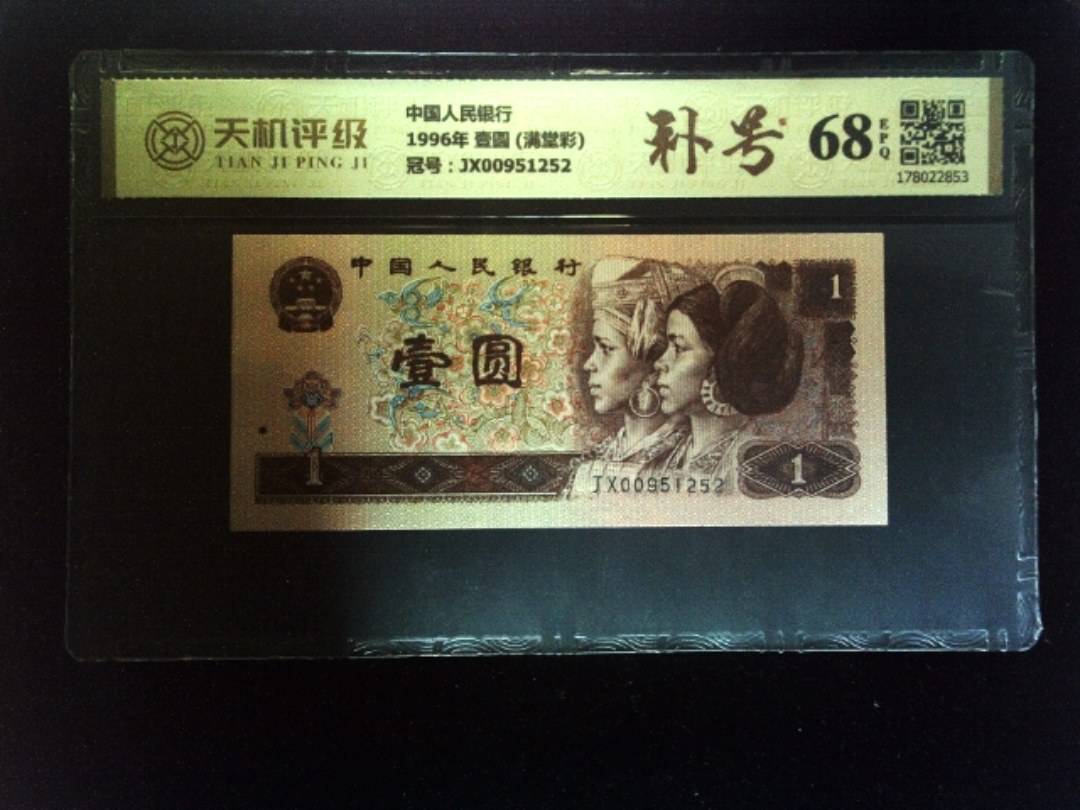 天机评级
TIAN JI PING JI
中国人民银行
1996年 壹圆 (满堂彩)
冠号：JX00951252
补号
68
EPQ
178022853
中国人民银行
1
壹圆
1
1
JX00951252